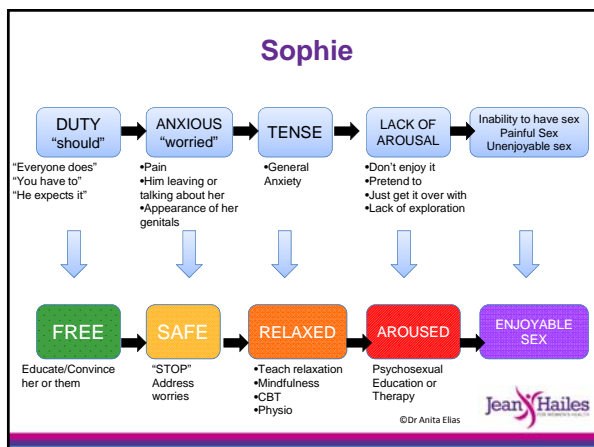 Sophie
DUTY
“should”
ANXIOUS
“worried”
TENSE
LACK OF
AROUSAL
Inability to have sex
Painful Sex
Unenjoyable sex
“Everyone does”
“You have to”
“He expects it”
•Pain
•Him leaving or
talking about her
•Appearance of her
genitals
•General
Anxiety
•Don’t enjoy it
•Pretend to
•Just get it over with
•Lack of exploration
FREE
SAFE
RELAXED
AROUSED
ENJOYABLE
SEX
Educate/Convince
her or them
“STOP”
Address
worries
•Teach relaxation
•Mindfulness
•CBT
•Physio
Psychosexual
Education or
Therapy
©Dr Anita Elias
Jean Hailes
FOR WOMEN'S HEALTH